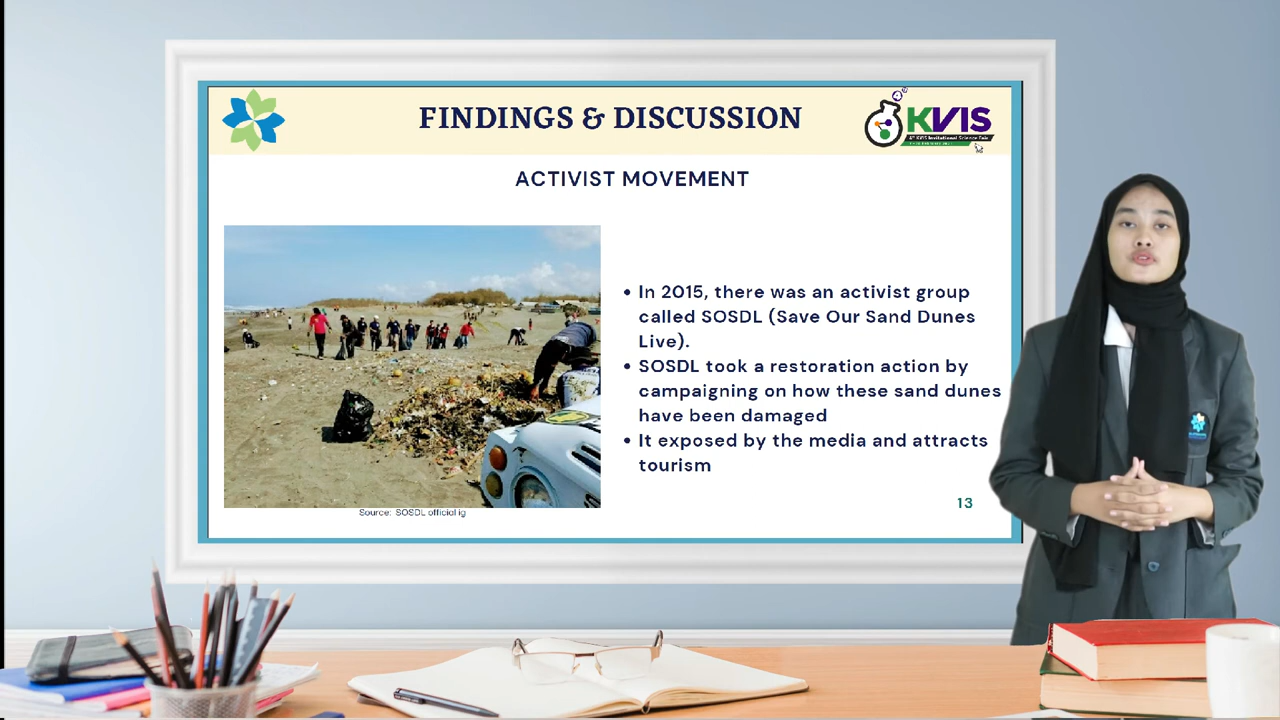 FINDINGS & DISCUSSION
KVIS
ACTIVIST MOVEMENT
• In 2015, there was an activist group
called SOSDL (Save Our Sand Dunes
Live).
• SOSDL took a restoration action by
campaigning on how these sand dunes
have been damaged
• It exposed by the media and attracts
tourism
13
Source: SOSDL official ig